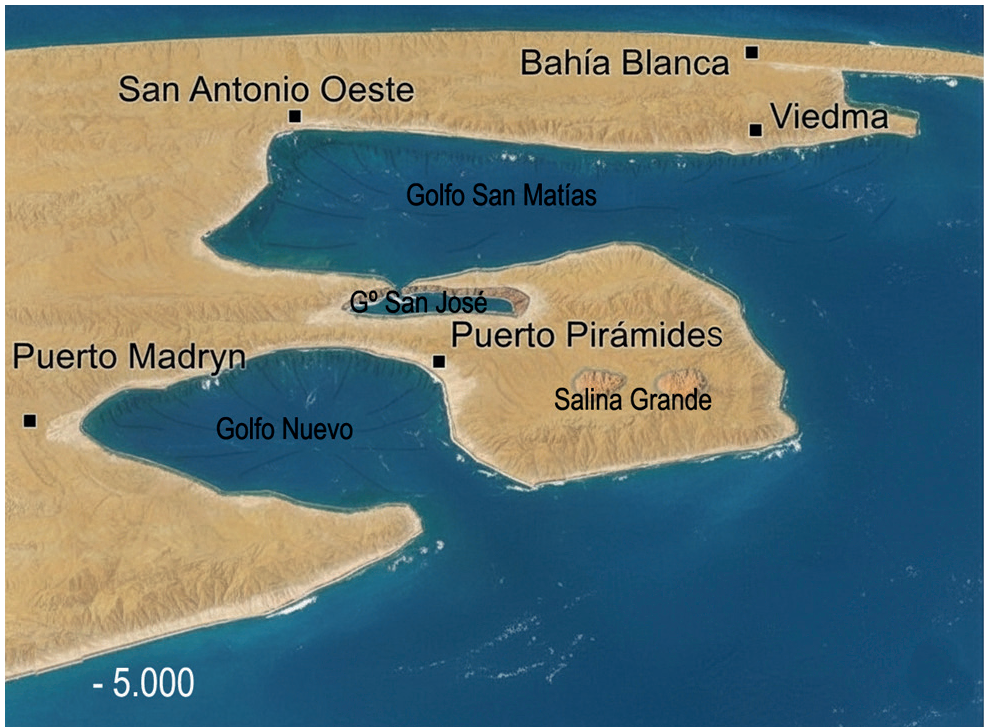 Bahía Blanca
San Antonio Oeste
Viedma
Golfo San Matías
Gº San José
Puerto Pirámides
Puerto Madryn
Salina Grande
Golfo Nuevo
- 5.000